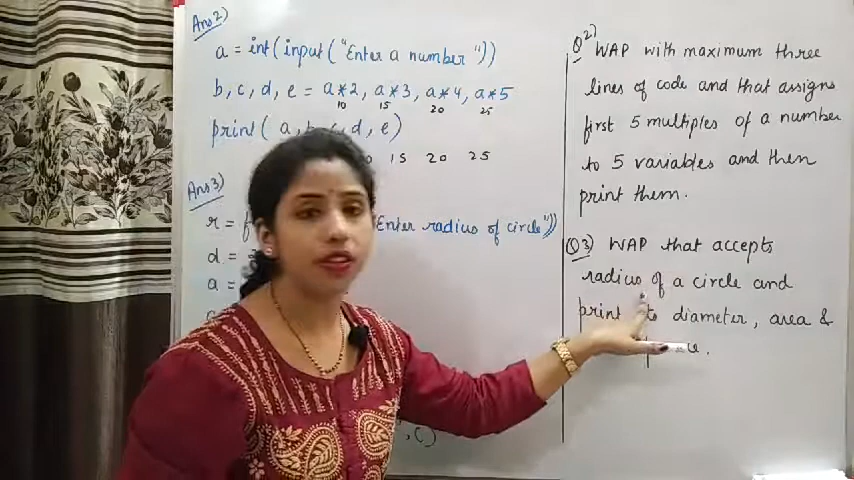 Ans2)
a = int(input("Enter a number"))
b, c, d, e = a*2, a*3, a*4, a*5
10 15 20 25
print( a, b, c, d, e)
15 20 25
Ans3)
r = Enter radius of circle"))
d =
a =
, c)
Q2) WAP with maximum three
lines of code and that assigns
first 5 multiples of a number
to 5 variables and then
print them.
Q3) WAP that accepts
radius of a circle and
print its diameter, area &